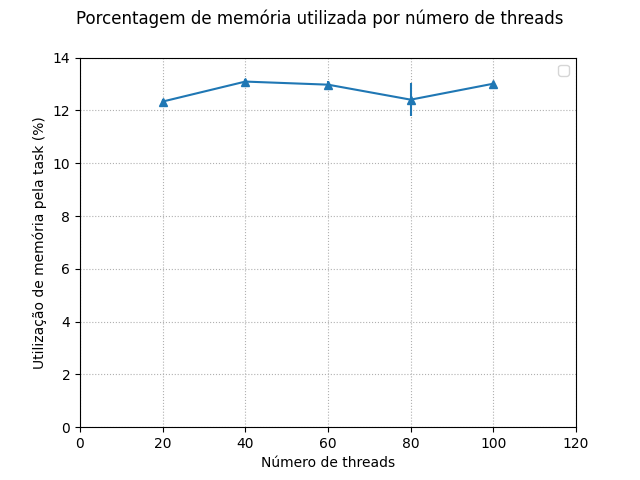 Porcentagem de memória utilizada por número de threads
14
12
10
8
6
4
2
0
Utilização de memória pela task (%)
0 20 40 60 80 100 120
Número de threads